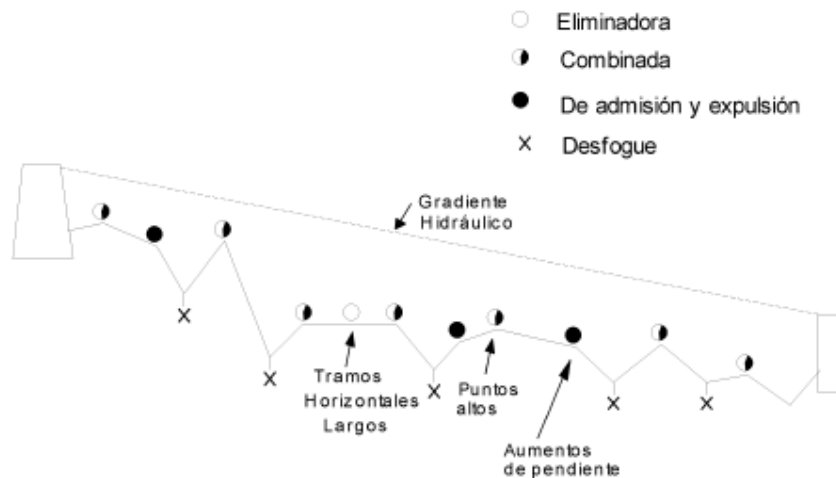 Eliminadora
Combinada
De admisión y expulsión
Desfogue
Gradiente
Hidráulico
Tramos
Horizontales
Largos
Puntos
altos
Aumentos
de pendiente